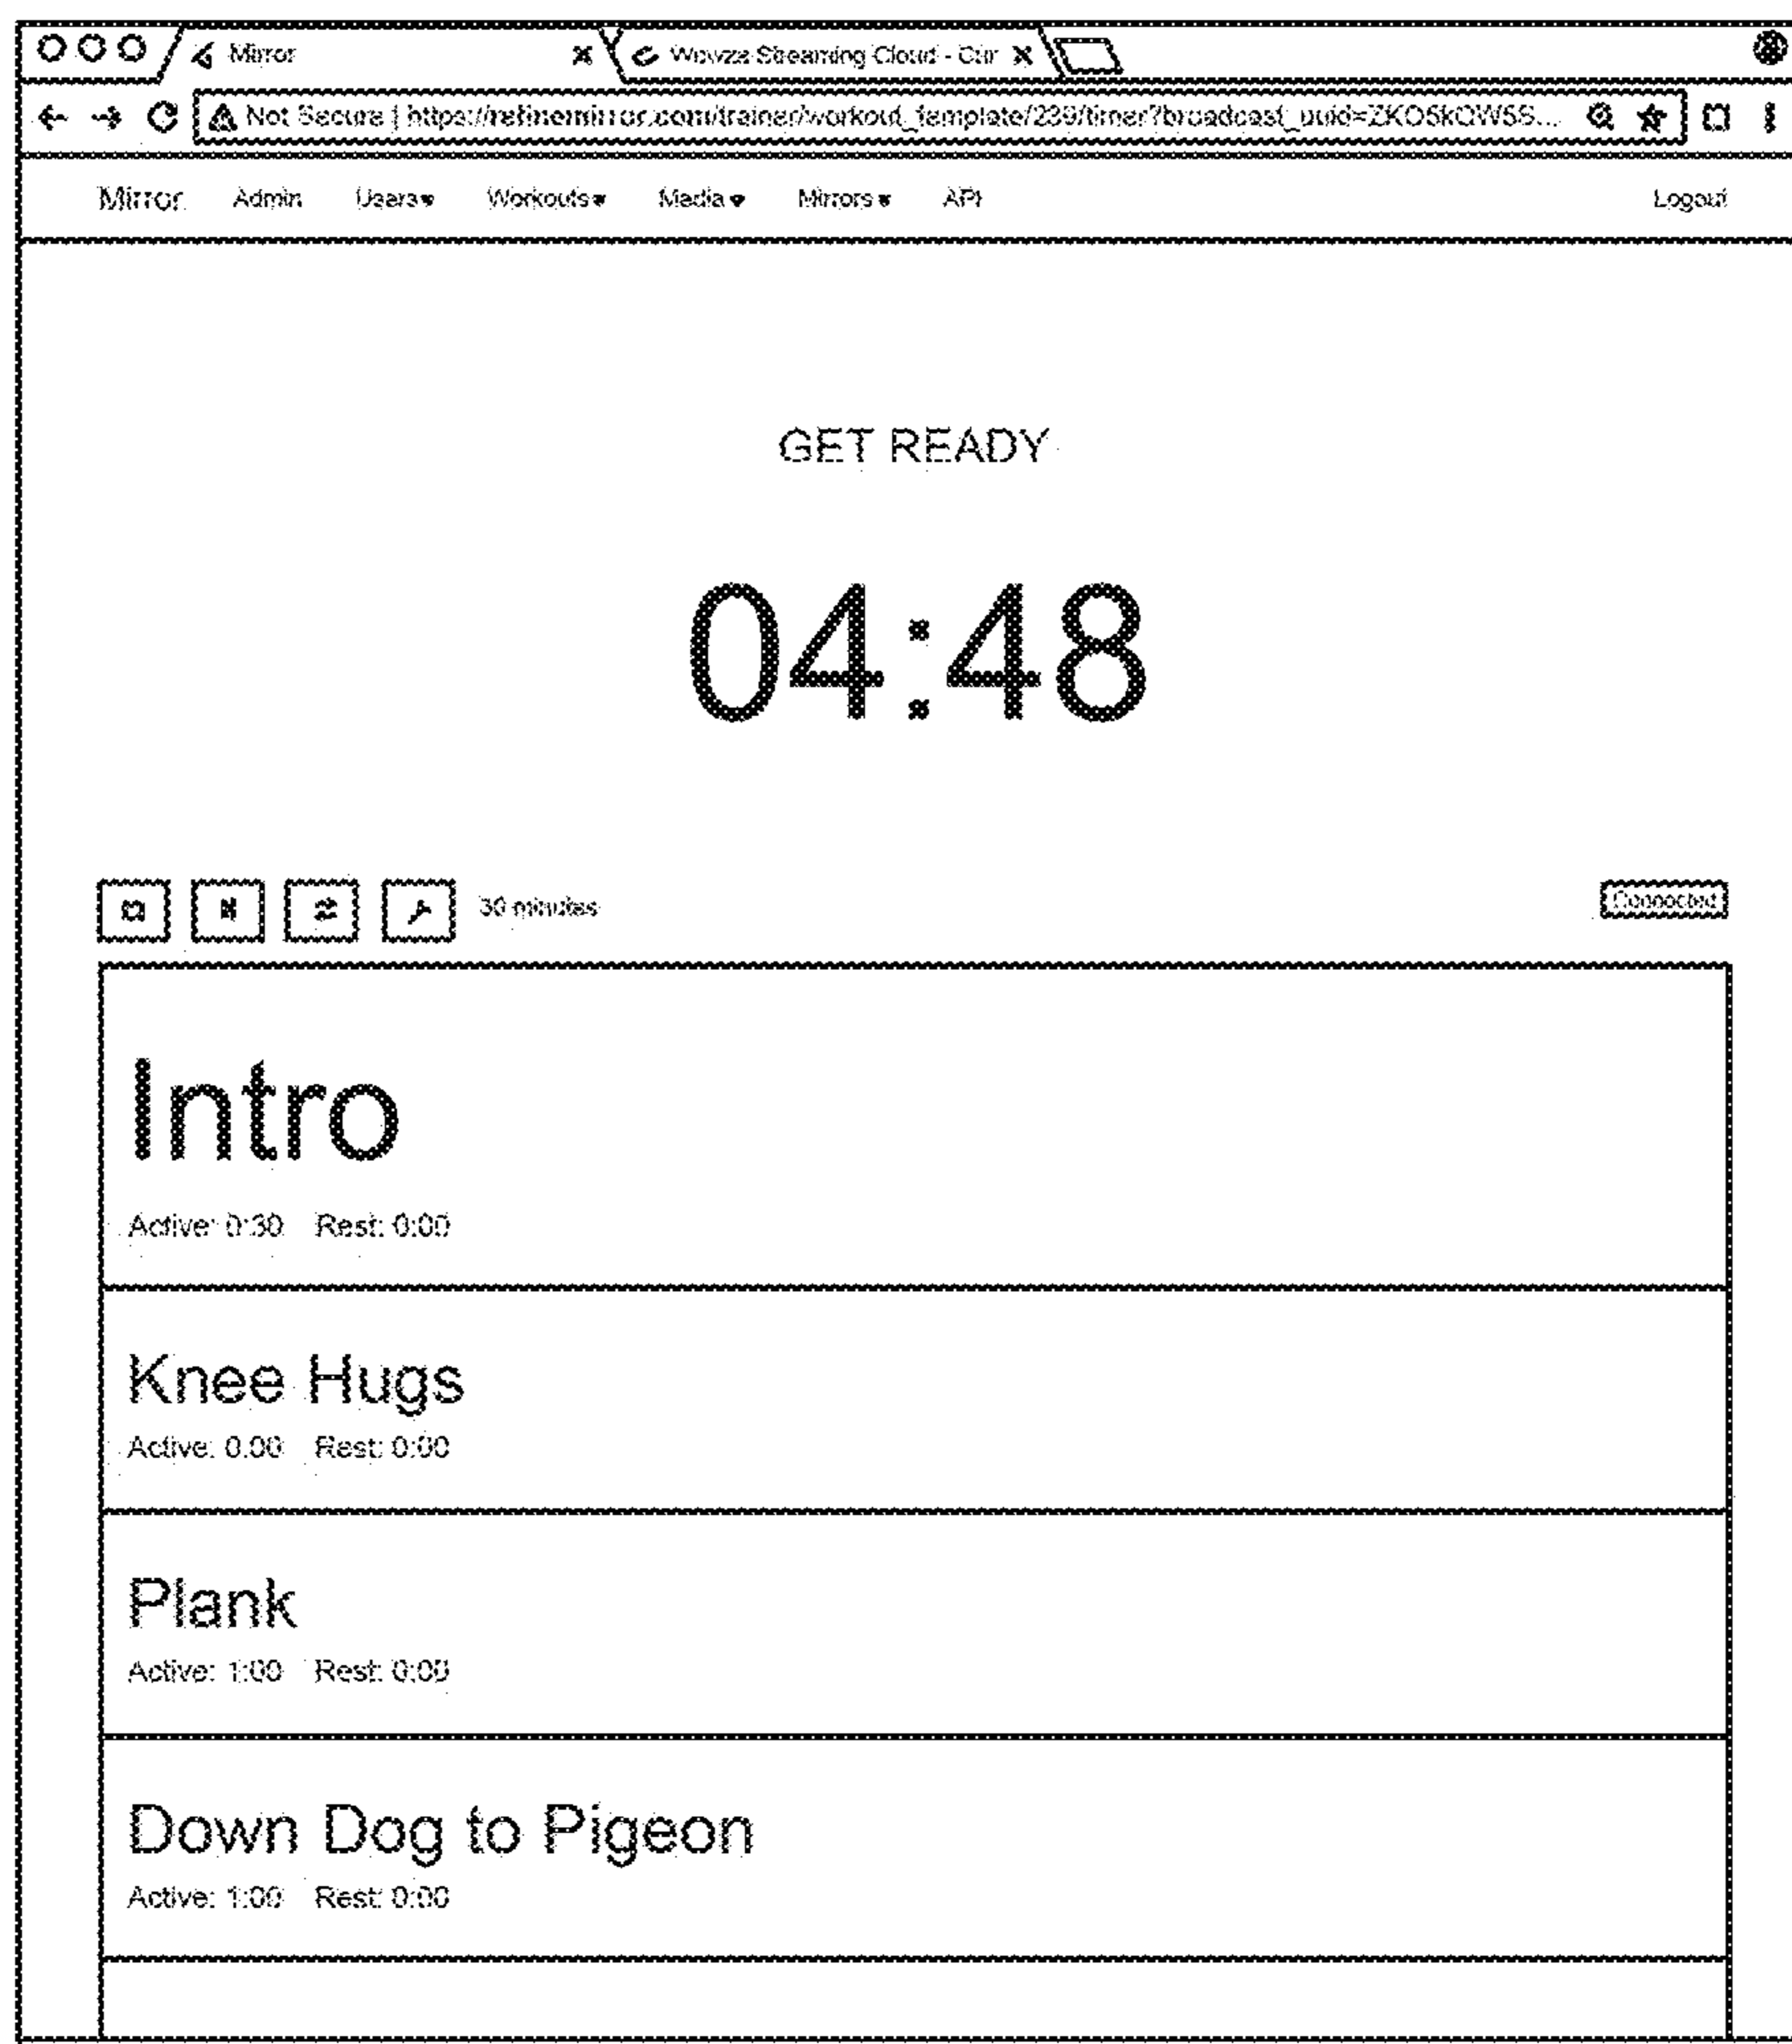 Mirror Wowza Streaming Cloud - Cur
Not Secure | https://refinemirror.com/trainer/workout_template/239/timer?broadcast_uuid=
Mirror Admin Users Workouts Media Mirrors API Logout
GET READY
04:48
30 minutes Connected
Intro
Active: 0:30 Rest: 0:00
Knee Hugs
Active: 0:00 Rest: 0:00
Plank
Active: 1:00 Rest: 0:00
Down Dog to Pigeon
Active: 1:00 Rest: 0:00